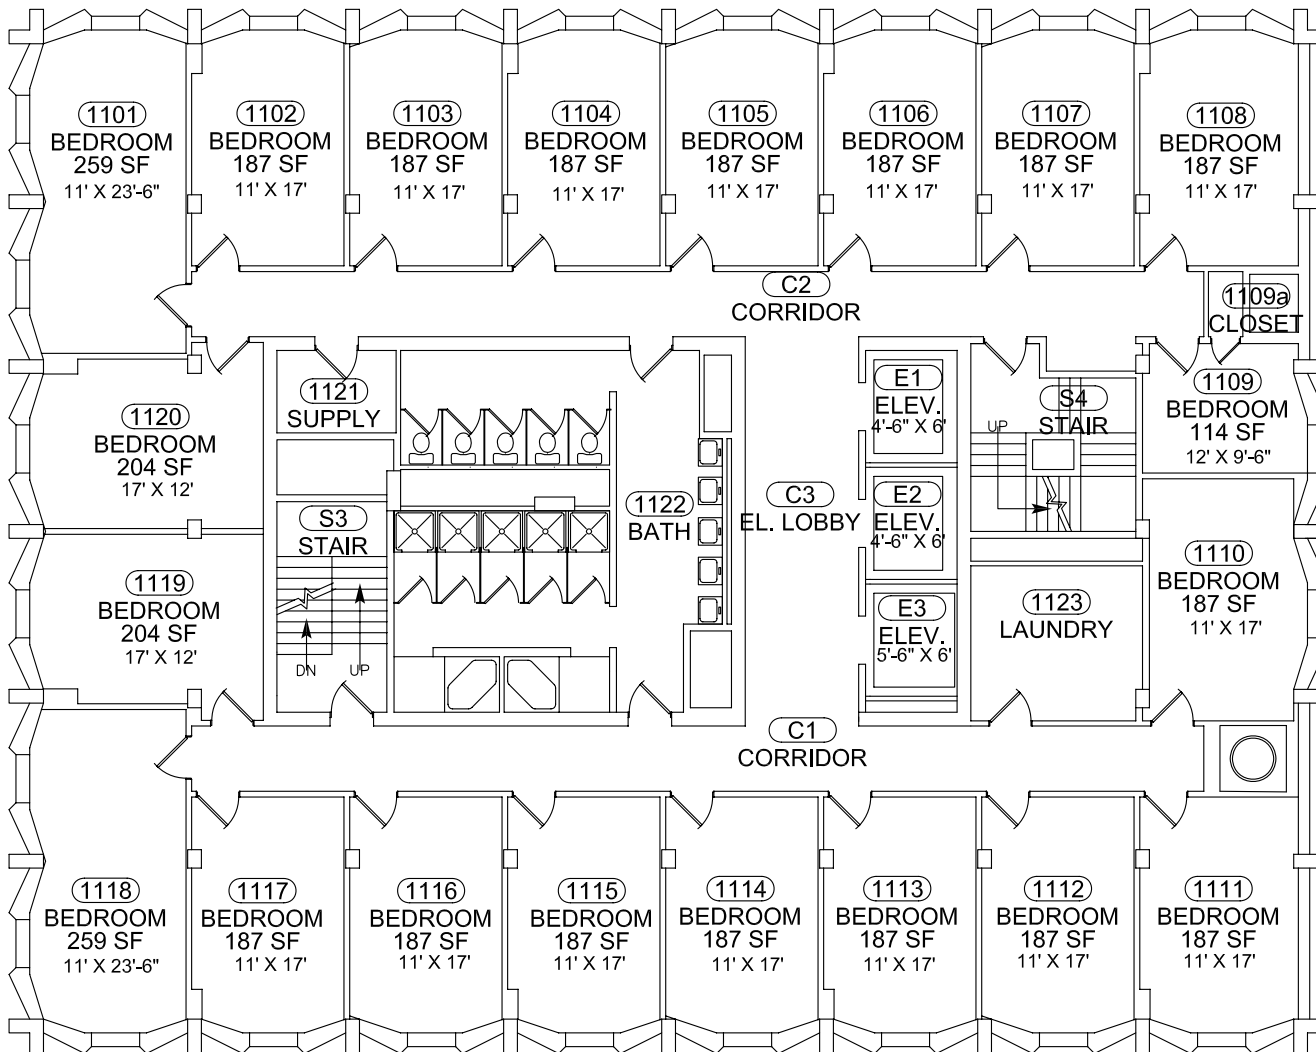 1101
BEDROOM
259 SF
11' X 23'-6"
1102
BEDROOM
187 SF
11' X 17'
1103
BEDROOM
187 SF
11' X 17'
1104
BEDROOM
187 SF
11' X 17'
1105
BEDROOM
187 SF
11' X 17'
1106
BEDROOM
187 SF
11' X 17'
1107
BEDROOM
187 SF
11' X 17'
1108
BEDROOM
187 SF
11' X 17'
C2
CORRIDOR
1109a
CLOSET
1120
BEDROOM
204 SF
17' X 12'
1121
SUPPLY
E1
ELEV.
4'-6" X 6'
S4
STAIR
UP
1109
BEDROOM
114 SF
12' X 9'-6"
S3
STAIR
DN
UP
1122
BATH
C3
EL. LOBBY
E2
ELEV.
4'-6" X 6'
1119
BEDROOM
204 SF
17' X 12'
E3
ELEV.
5'-6" X 6'
1123
LAUNDRY
1110
BEDROOM
187 SF
11' X 17'
C1
CORRIDOR
1118
BEDROOM
259 SF
11' X 23'-6"
1117
BEDROOM
187 SF
11' X 17'
1116
BEDROOM
187 SF
11' X 17'
1115
BEDROOM
187 SF
11' X 17'
1114
BEDROOM
187 SF
11' X 17'
1113
BEDROOM
187 SF
11' X 17'
1112
BEDROOM
187 SF
11' X 17'
1111
BEDROOM
187 SF
11' X 17'